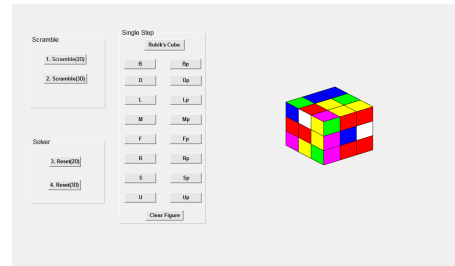 Scramble
1. Scramble(2D)
2. Scramble(3D)
Solver
3. Reset(2D)
4. Reset(3D)
Single Step
Rubik's Cube
B Bp
D Dp
L Lp
M Mp
F Fp
R Rp
S Sp
U Up
Clear Figure